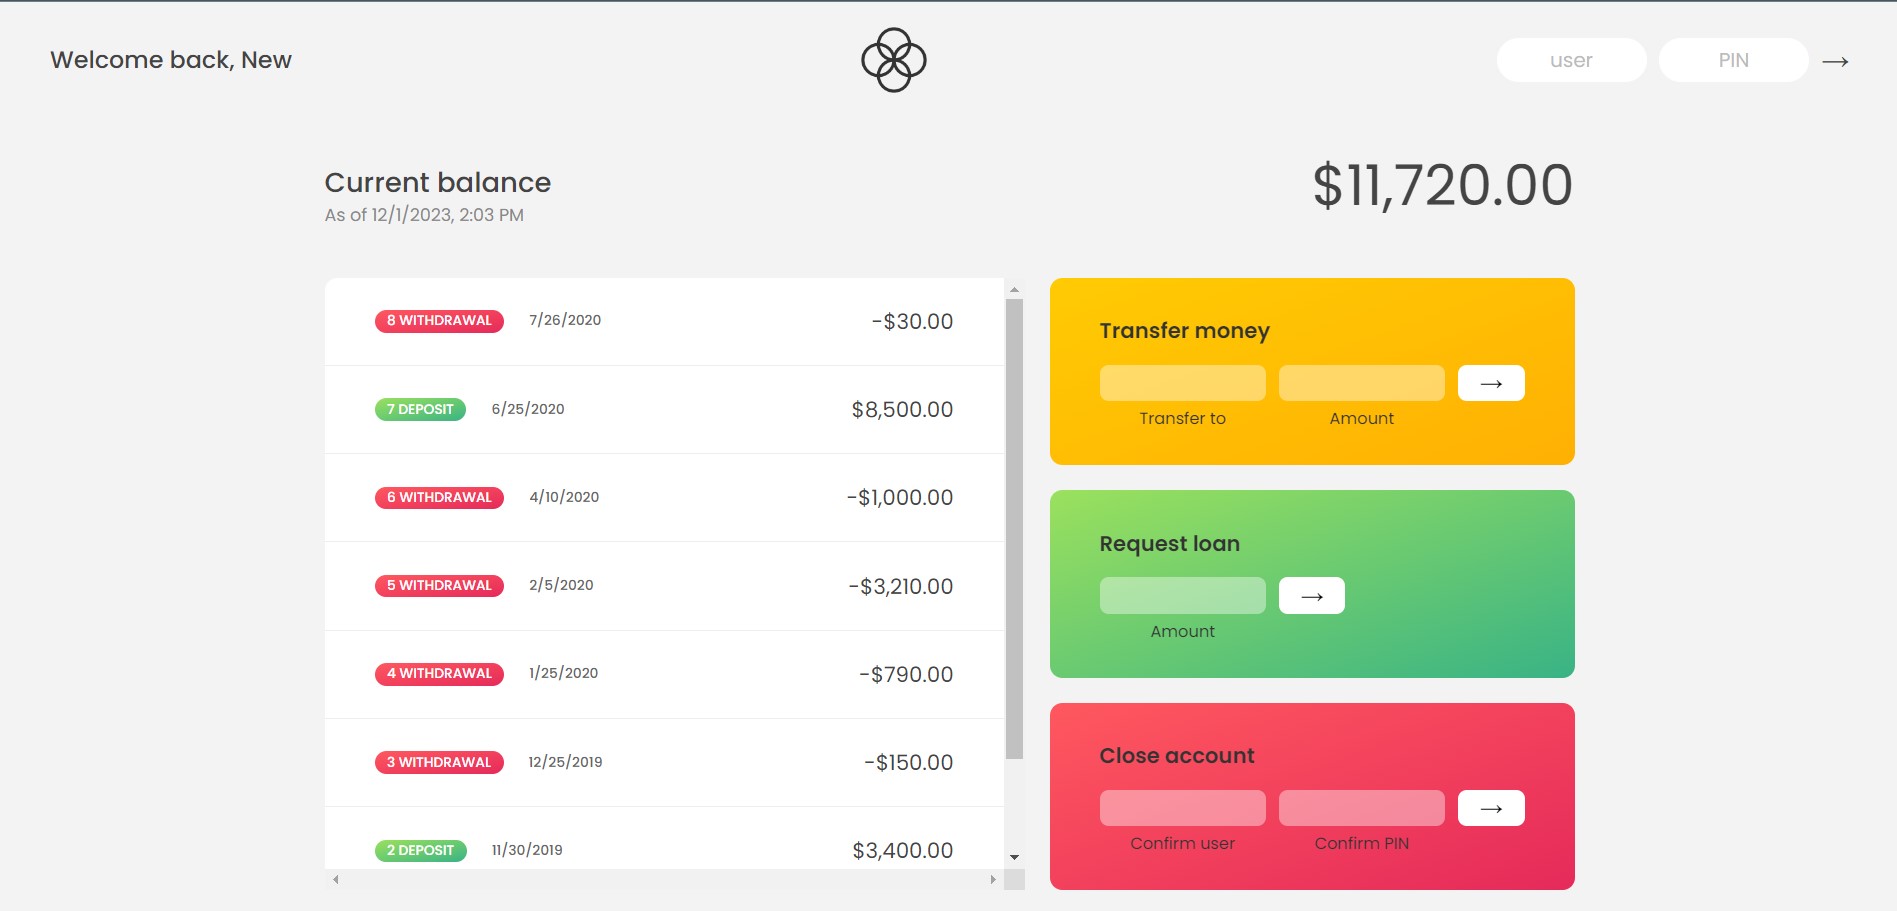 Welcome back, New
user
PIN
→
Current balance
As of 12/1/2023, 2:03 PM
$11,720.00
8 WITHDRAWAL 7/26/2020 -$30.00
7 DEPOSIT 6/25/2020 $8,500.00
6 WITHDRAWAL 4/10/2020 -$1,000.00
5 WITHDRAWAL 2/5/2020 -$3,210.00
4 WITHDRAWAL 1/25/2020 -$790.00
3 WITHDRAWAL 12/25/2019 -$150.00
2 DEPOSIT 11/30/2019 $3,400.00
Transfer money
→
Transfer to Amount
Request loan
→
Amount
Close account
→
Confirm user Confirm PIN